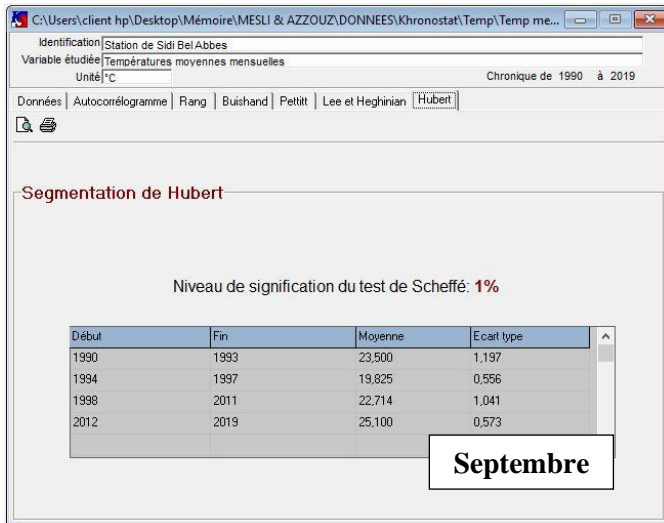 C:\Users\client hp\Desktop\Mémoire\MESLI & AZZOUZ\DONNEES\Khronostat\Temp\Temp me...
Identification Station de Sidi Bel Abbes
Variable étudiée Températures moyennes mensuelles
Unité °C Chronique de 1990 à 2019
Données Autocorrélogramme Rang Buishand Pettitt Lee et Heghinian Hubert
Segmentation de Hubert
Niveau de signification du test de Scheffé: 1%
Début Fin Moyenne Ecart type
1990 1993 23,500 1,197
1994 1997 19,825 0,556
1998 2011 22,714 1,041
2012 2019 25,100 0,573
Septembre